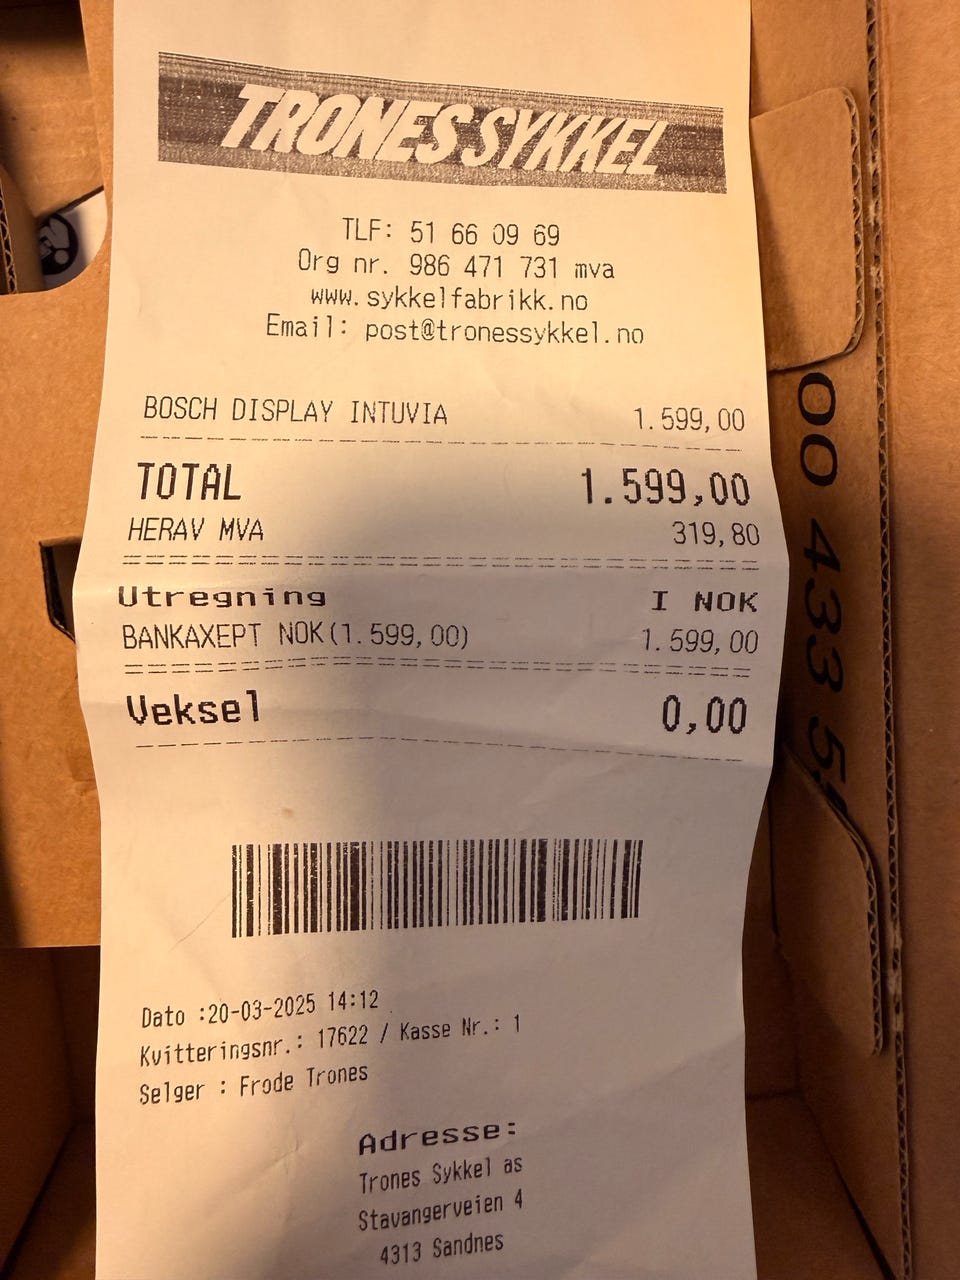 TRONES SYKKEL
TLF: 51 66 09 69
Org nr. 986 471 731 mva
www.sykkelfabrikk.no
Email: post@tronessykkel.no
BOSCH DISPLAY INTUVIA 1.599,00
TOTAL 1.599,00
HERAV MVA 319,80
Utregning I NOK
BANKAXEPT NOK(1.599,00) 1.599,00
Veksel 0,00
Dato :20-03-2025 14:12
Kvitteringsnr.: 17622 / Kasse Nr.: 1
Selger : Frode Trones
Adresse:
Trones Sykkel as
Stavangerveien 4
4313 Sandnes
00 433 5